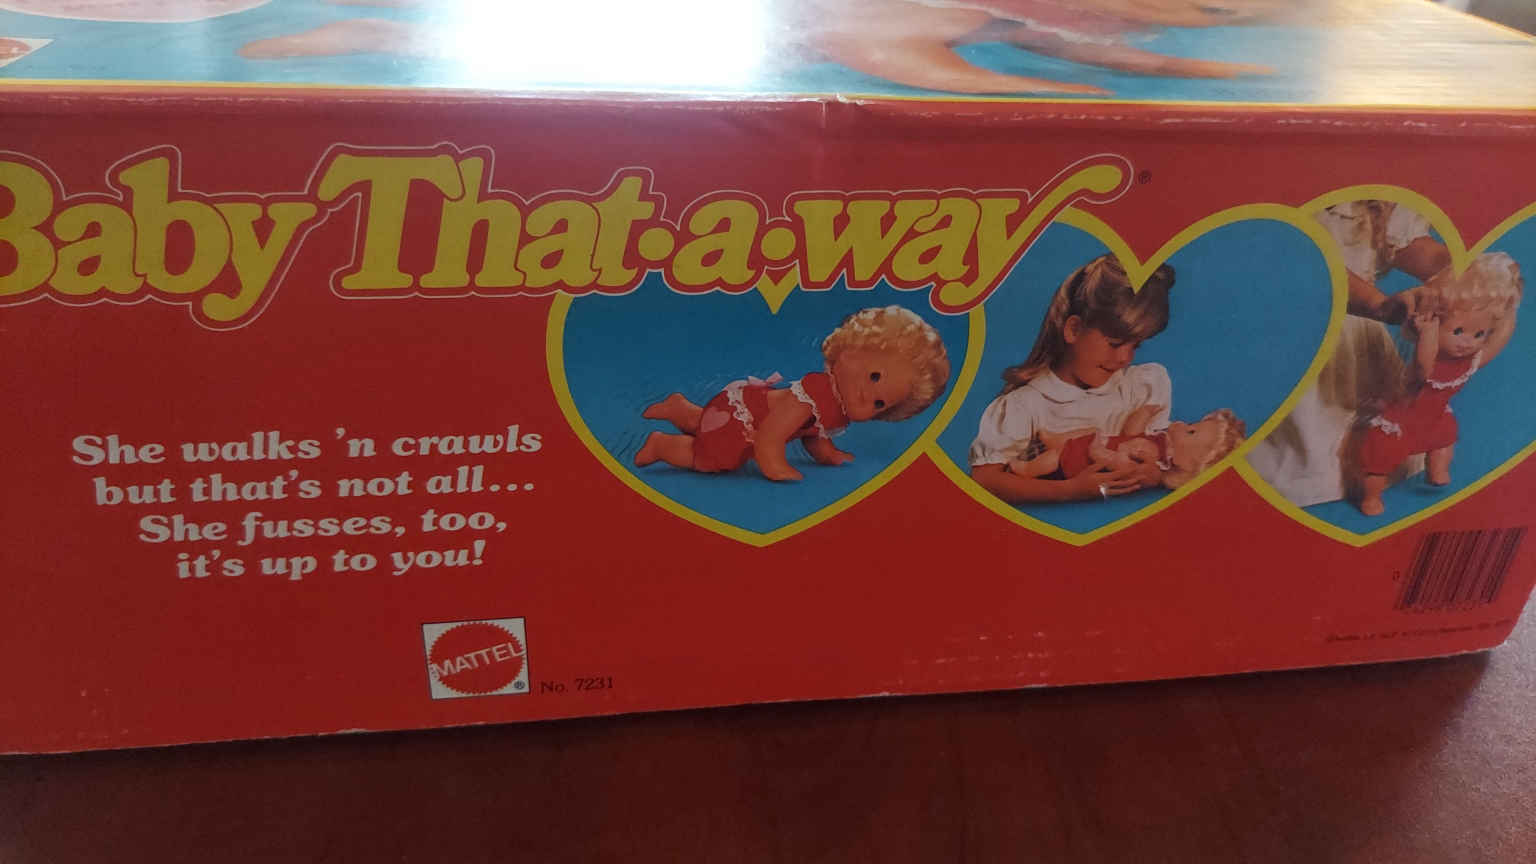 Baby That·a·way®
She walks 'n crawls
but that's not all...
She fusses, too,
it's up to you!
MATTEL®
No. 7231